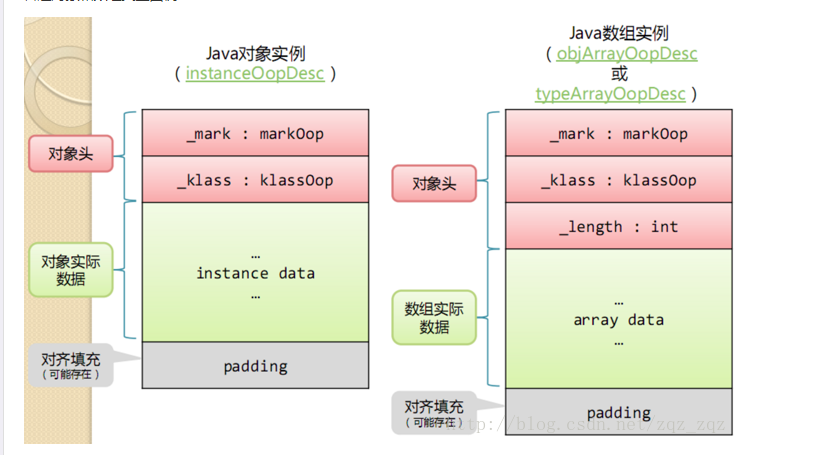 Java对象实例
( instanceOopDesc )
对象头
_mark : markOop
_klass : klassOop
对象实际
数据
…
instance data
…
对齐填充
(可能存在)
padding
Java数组实例
( objArrayOopDesc
或
typeArrayOopDesc )
对象头
_mark : markOop
_klass : klassOop
_length : int
数组实际
数据
…
array data
…
对齐填充
(可能存在)
padding
http://blog.csdn.net/zqz_zqz